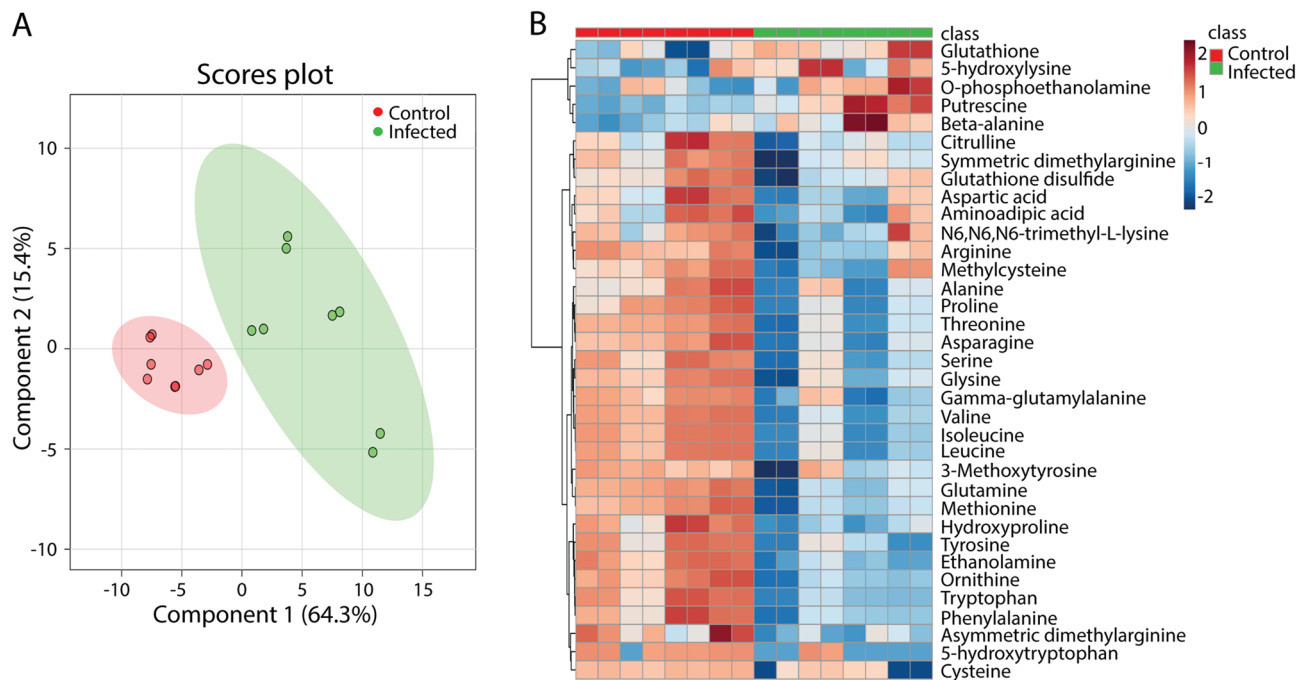 A
Scores plot
Control
Infected
10
5
0
-5
-10
Component 2 (15.4%)
-10
-5
0
5
10
15
Component 1 (64.3%)
B
class
Glutathione
5-hydroxylysine
O-phosphoethanolamine
Putrescine
Beta-alanine
Citrulline
Symmetric dimethylarginine
Glutathione disulfide
Aspartic acid
Aminoadipic acid
N6,N6,N6-trimethyl-L-lysine
Arginine
Methylcysteine
Alanine
Proline
Threonine
Asparagine
Serine
Glycine
Gamma-glutamylalanine
Valine
Isoleucine
Leucine
3-Methoxytyrosine
Glutamine
Methionine
Hydroxyproline
Tyrosine
Ethanolamine
Ornithine
Tryptophan
Phenylalanine
Asymmetric dimethylarginine
5-hydroxytryptophan
Cysteine
class
Control
Infected
2
1
0
-1
-2